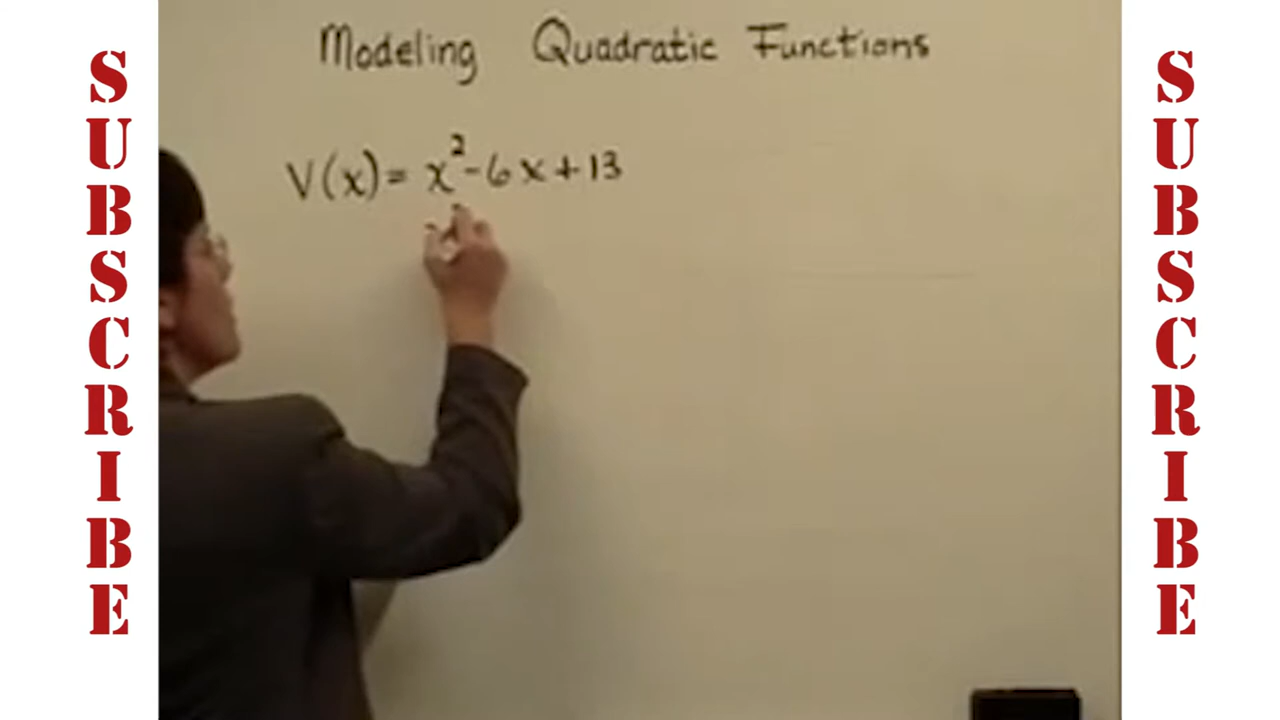 SUBSCRIBE
Modeling Quadratic Functions
V(x) = x²-6x+13
SUBSCRIBE